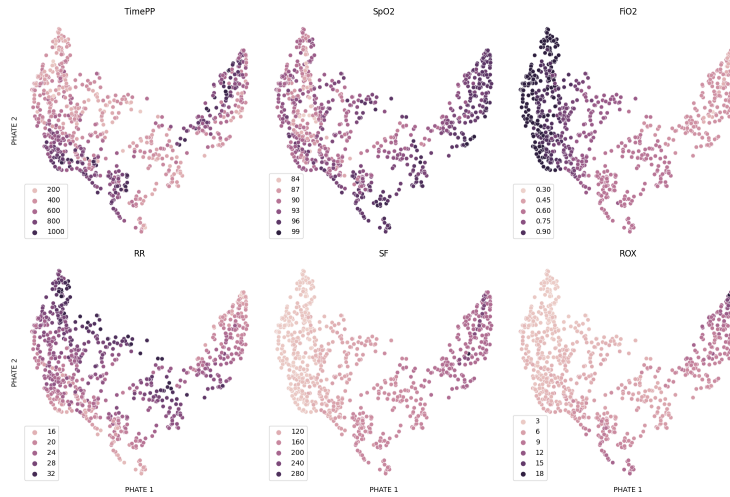 TimePP
SpO2
FiO2
PHATE 2
200
400
600
800
1000
84
87
90
93
96
99
0.30
0.45
0.60
0.75
0.90
RR
SF
ROX
PHATE 2
16
20
24
28
32
120
160
200
240
280
3
6
9
12
15
18
PHATE 1
PHATE 1
PHATE 1